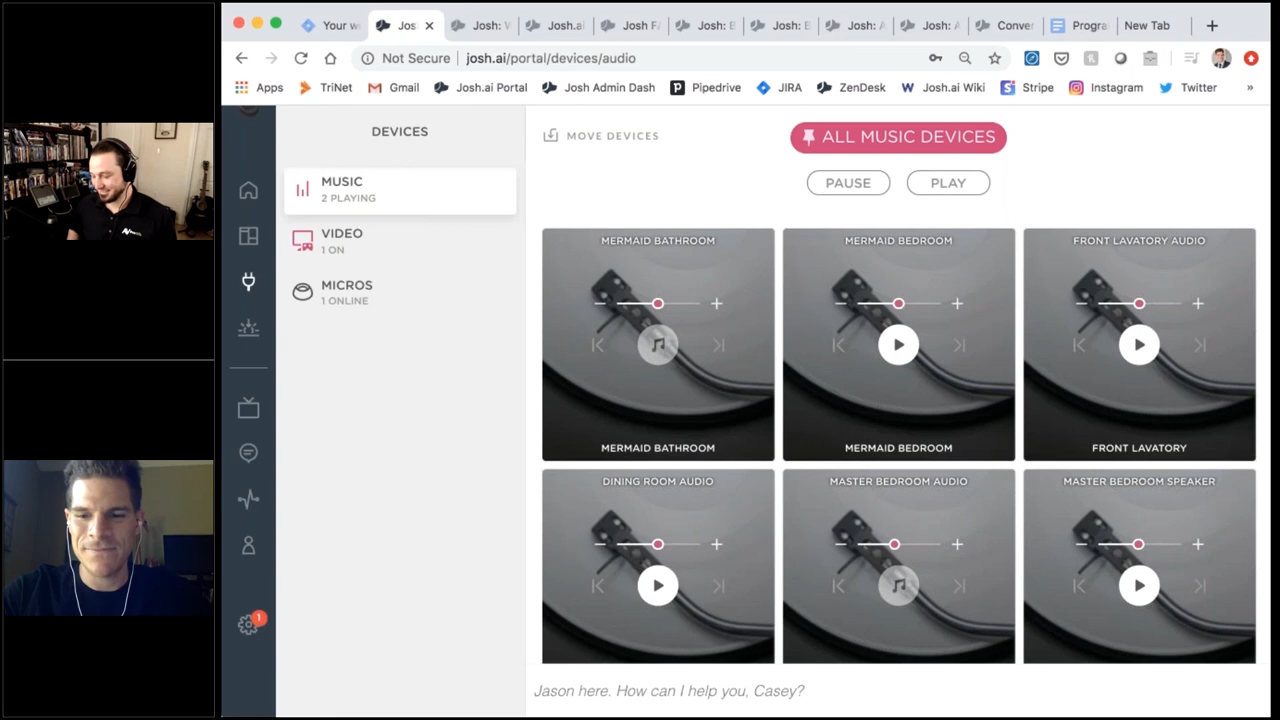 Your w
Jos
Josh: V
Josh.ai
Josh FA
Josh: E
Josh: E
Josh: A
Josh: A
Conver
Progra
New Tab
Not Secure
josh.ai/portal/devices/audio
Apps
TriNet
Gmail
Josh.ai Portal
Josh Admin Dash
Pipedrive
JIRA
ZenDesk
Josh.ai Wiki
Stripe
Instagram
Twitter
»
DEVICES
MUSIC
2 PLAYING
VIDEO
1 ON
MICROS
1 ONLINE
1
MOVE DEVICES
ALL MUSIC DEVICES
PAUSE
PLAY
MERMAID BATHROOM
MERMAID BATHROOM
MERMAID BEDROOM
MERMAID BEDROOM
FRONT LAVATORY AUDIO
FRONT LAVATORY
DINING ROOM AUDIO
MASTER BEDROOM AUDIO
MASTER BEDROOM SPEAKER
Jason here. How can I help you, Casey?